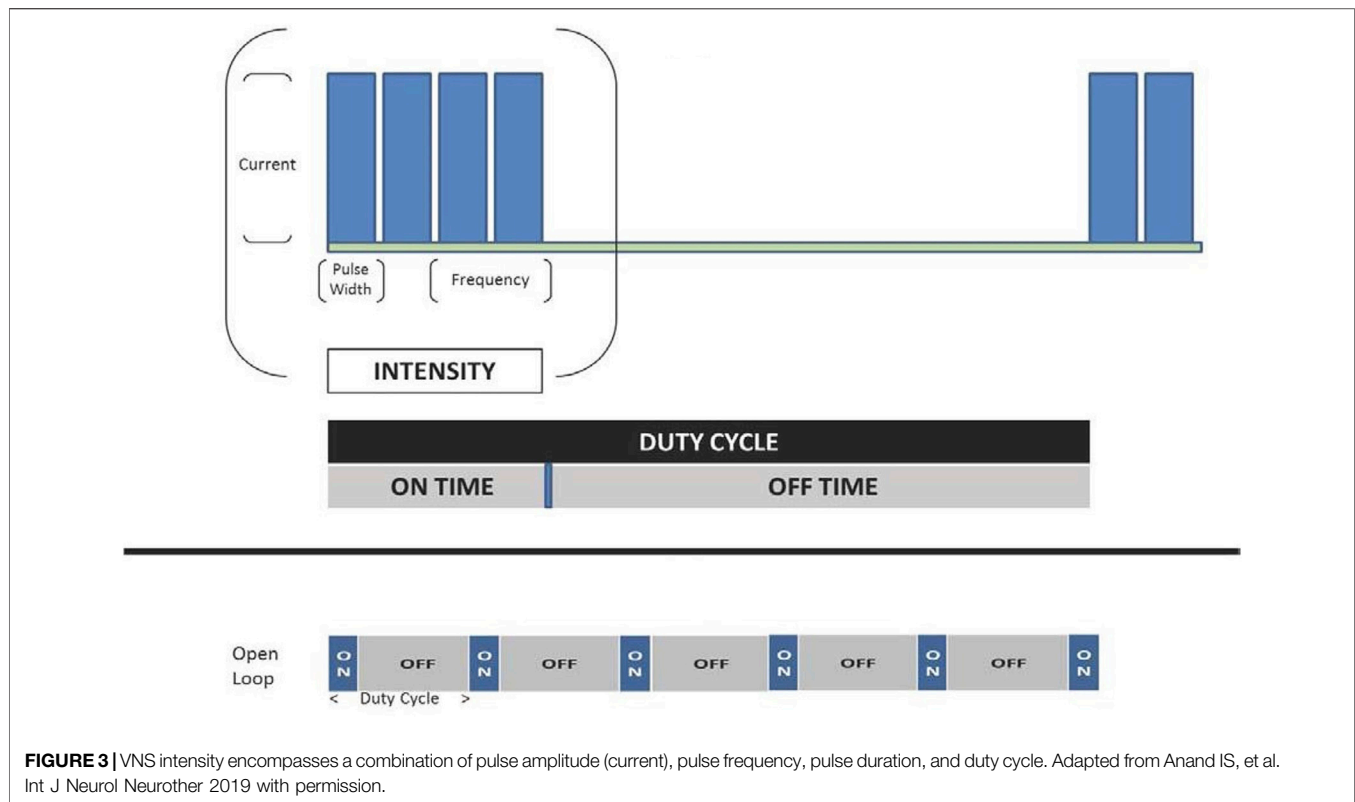 Current
Pulse
Width
Frequency
INTENSITY
DUTY CYCLE
ON TIME
OFF TIME
Open
Loop
ON OFF ON OFF ON OFF ON OFF ON OFF ON
< Duty Cycle >
FIGURE 3 | VNS intensity encompasses a combination of pulse amplitude (current), pulse frequency, pulse duration, and duty cycle. Adapted from Anand IS, et al.
Int J Neurol Neurother 2019 with permission.